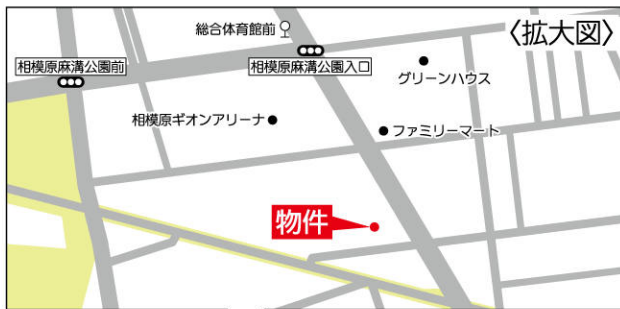 総合体育館前
〈拡大図〉
相模原麻溝公園前
相模原麻溝公園入口
グリーンハウス
相模原ギオンアリーナ
ファミリーマート
物件